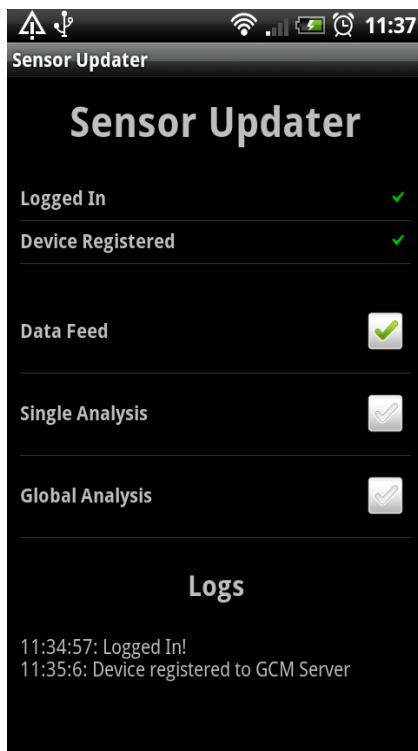 11:37
Sensor Updater
Sensor Updater
Logged In
Device Registered
Data Feed
Single Analysis
Global Analysis
Logs
11:34:57: Logged In!
11:35:6: Device registered to GCM Server